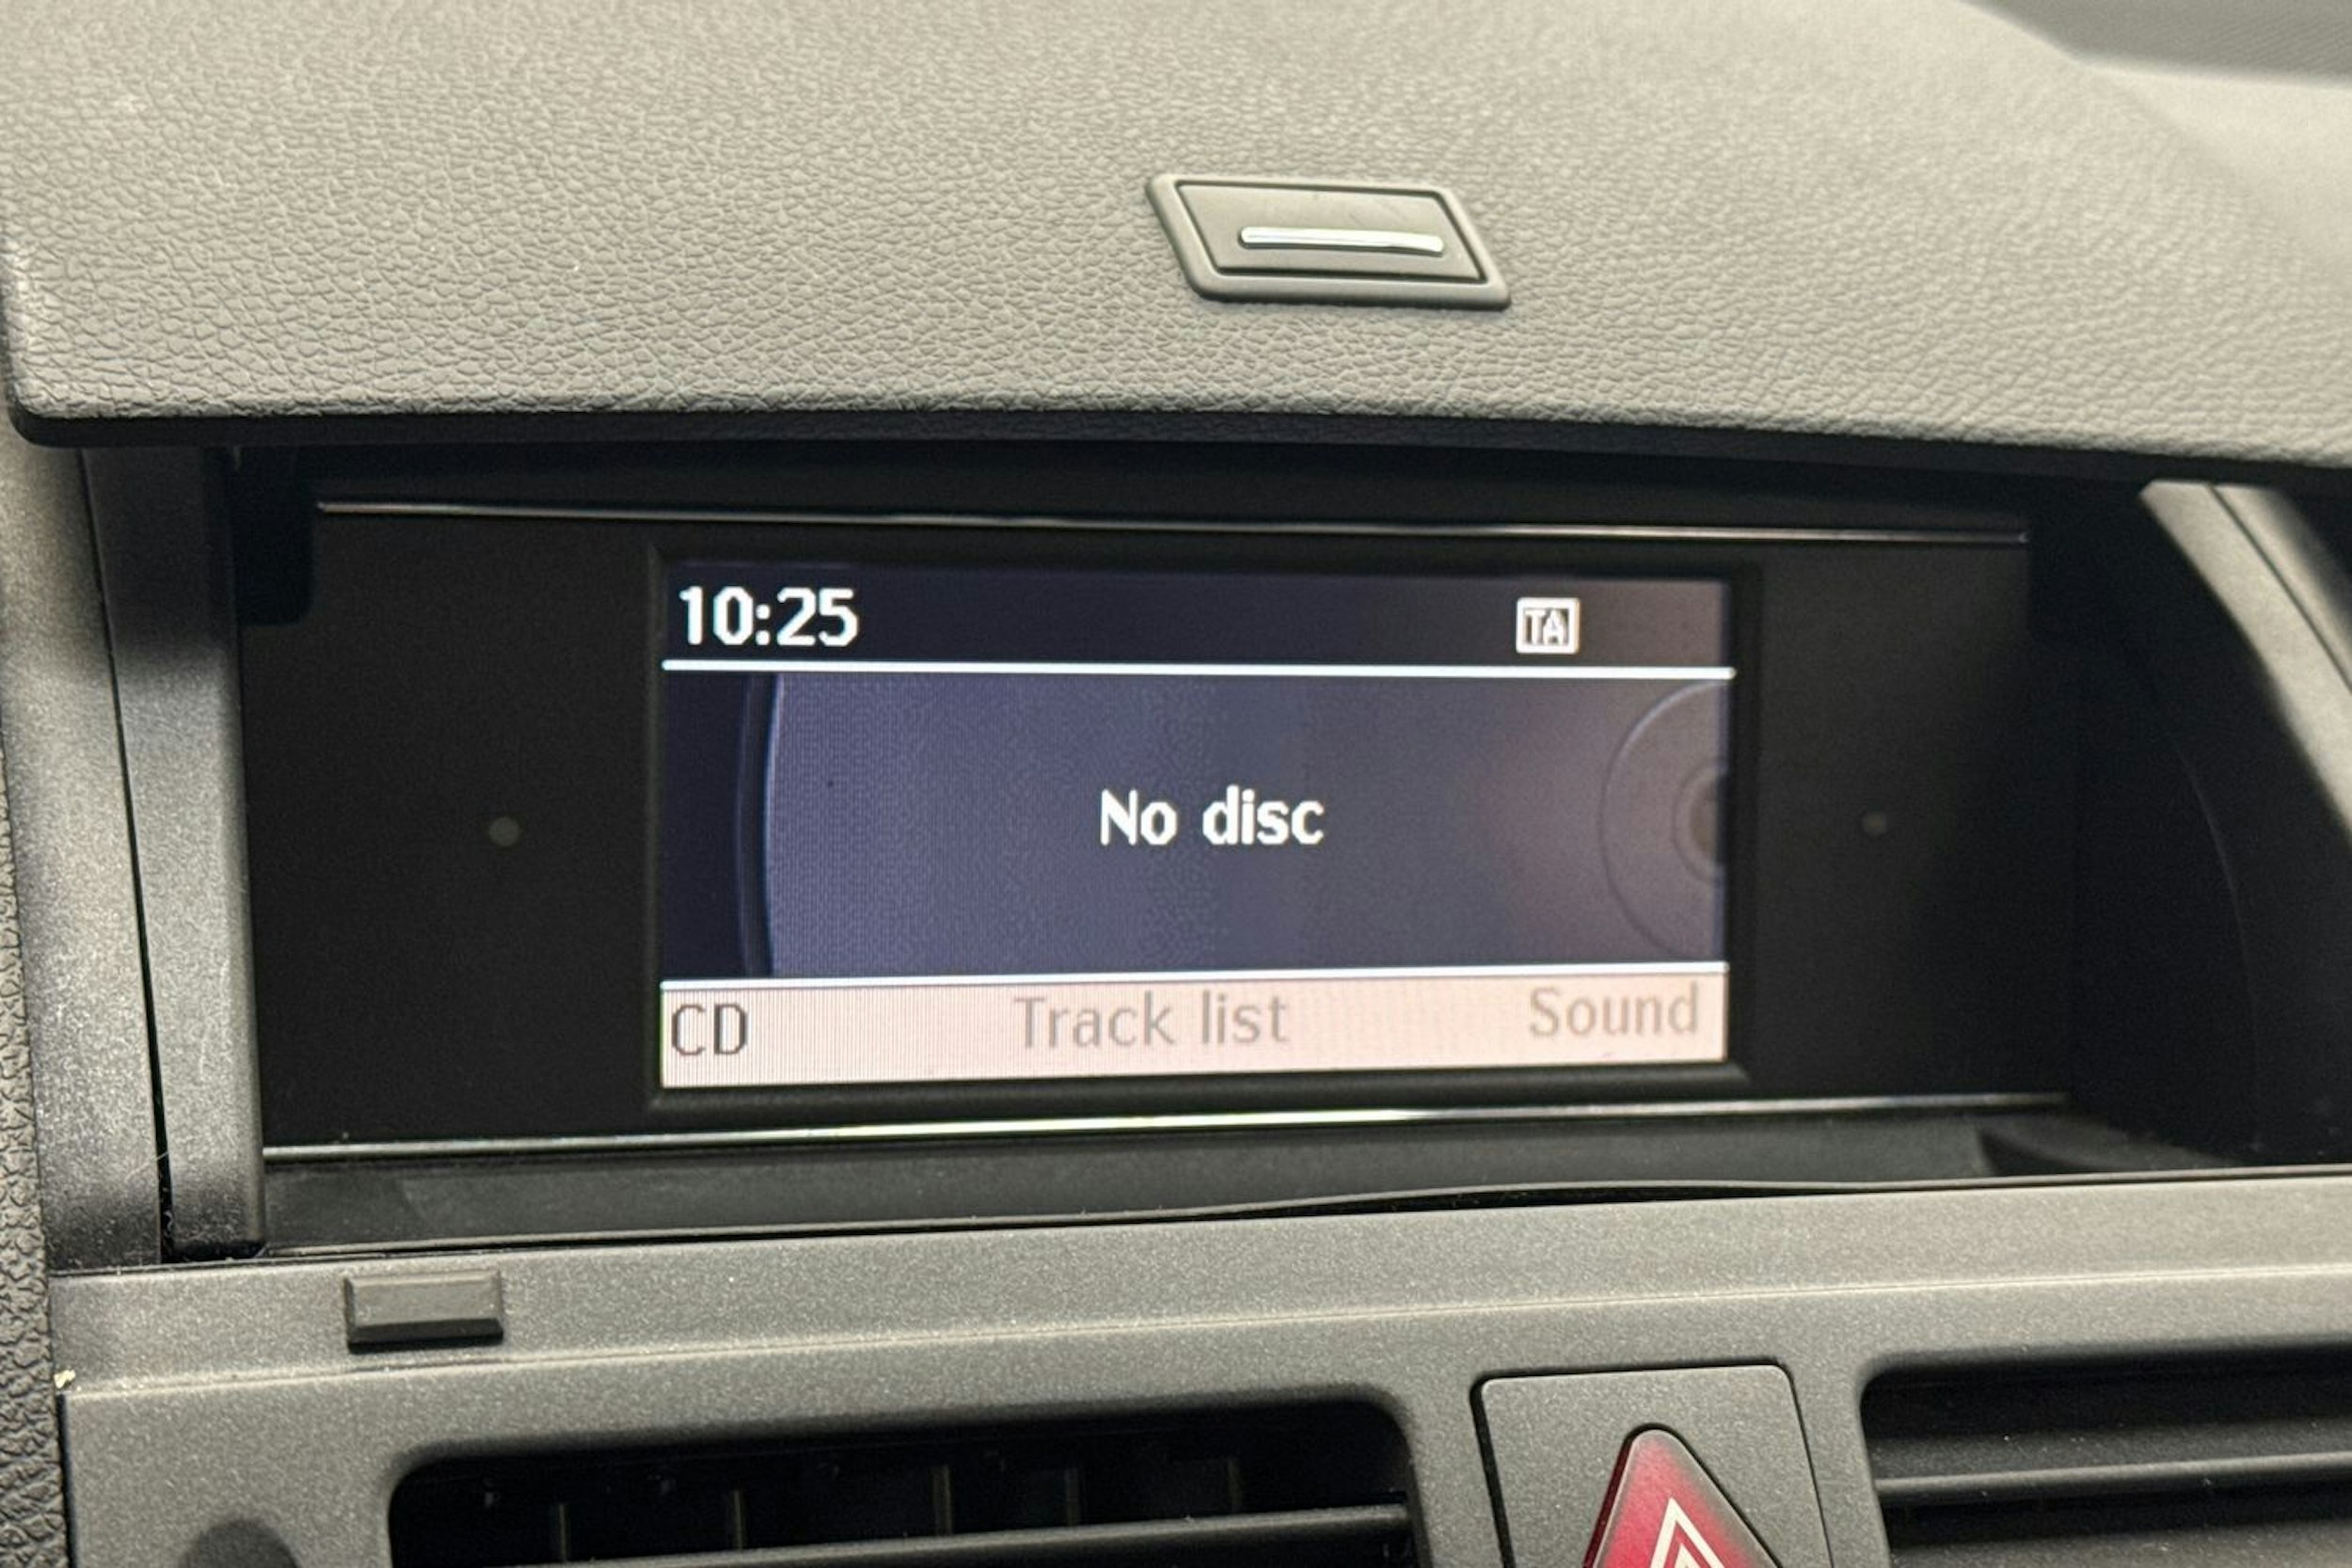 10:25 TA
No disc
CD Track list Sound